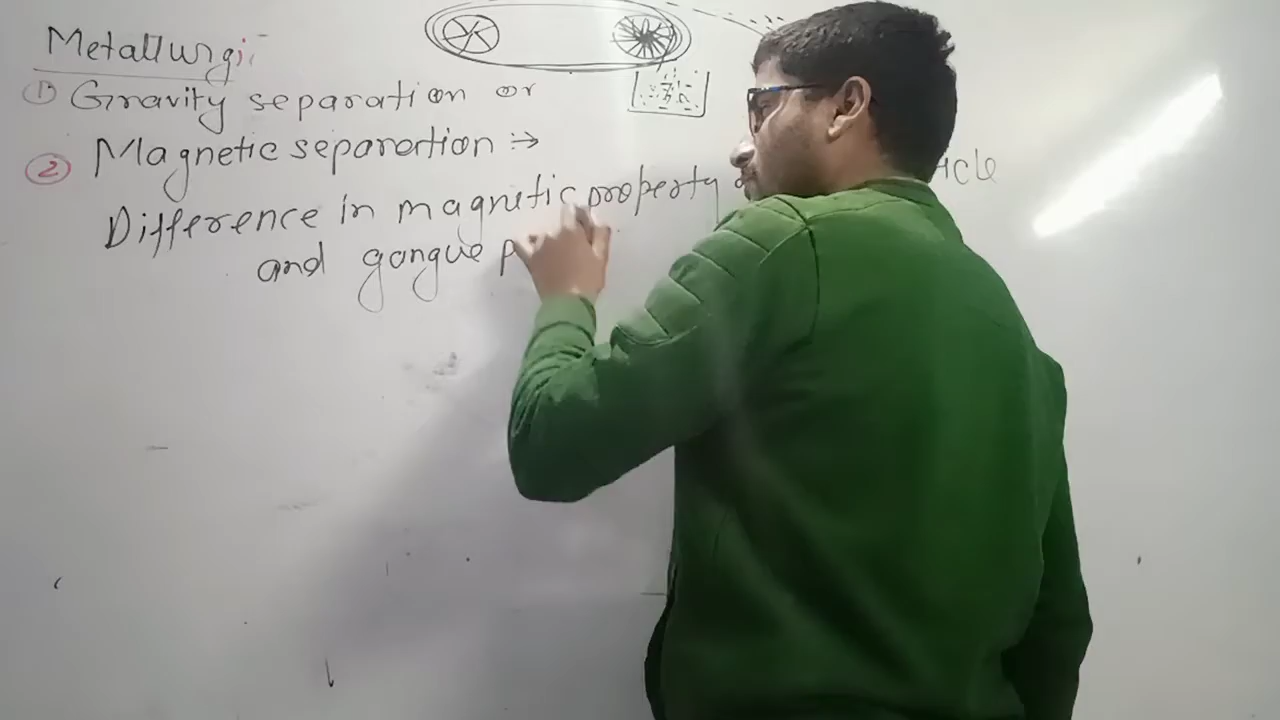 Metallurgi
① Gravity separation or
② Magnetic separation :→
Difference in magnetic property
and gangue p